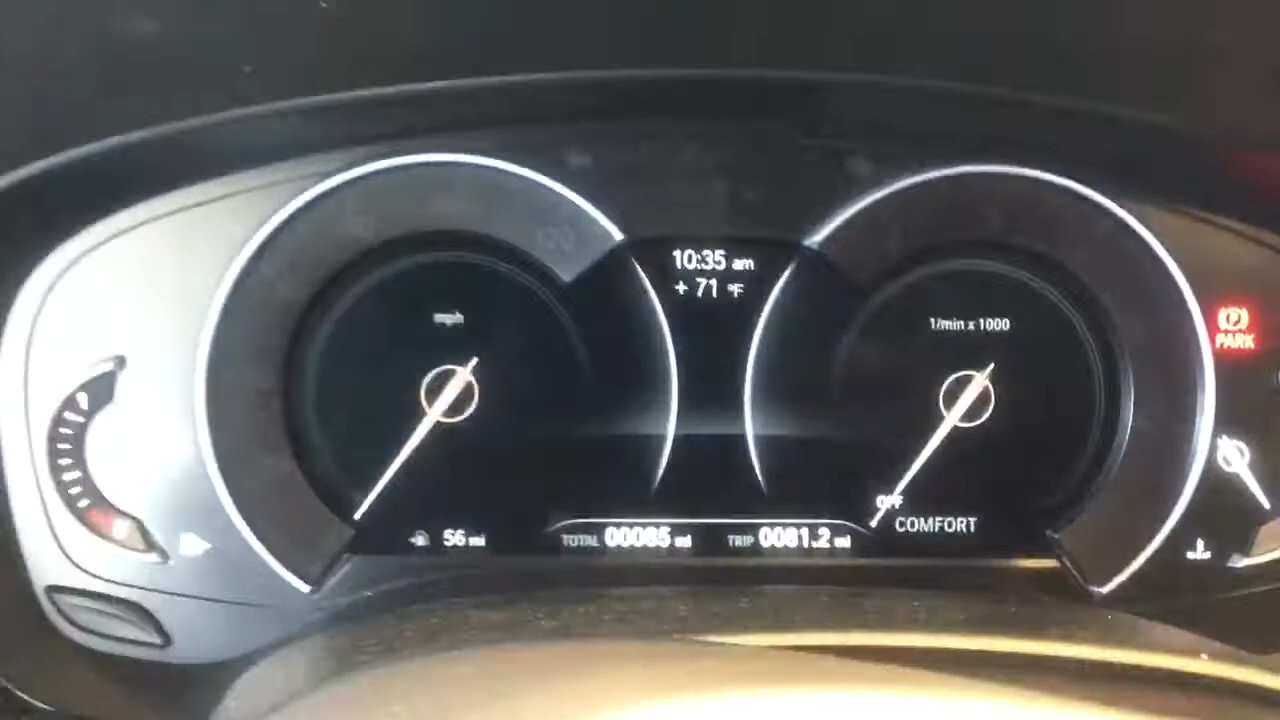 10:35 am
+ 71 °F
mph
1/min x 1000
PARK
OFF
COMFORT
56 mi
TOTAL 00085 mi
TRIP 0081.2 mi